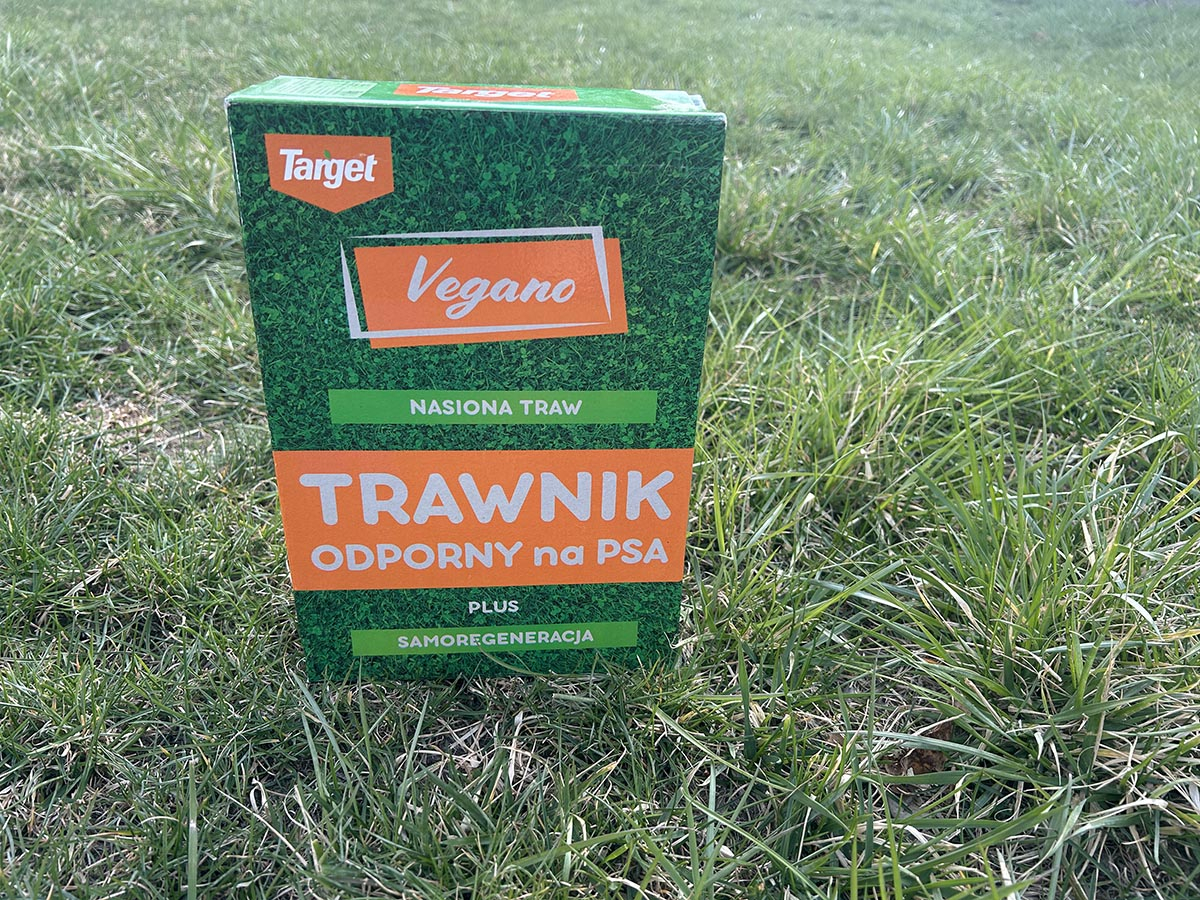 Target
Target
Vegano
NASIONA TRAW
TRAWNIK
ODPORNY na PSA
PLUS
SAMOREGENERACJA